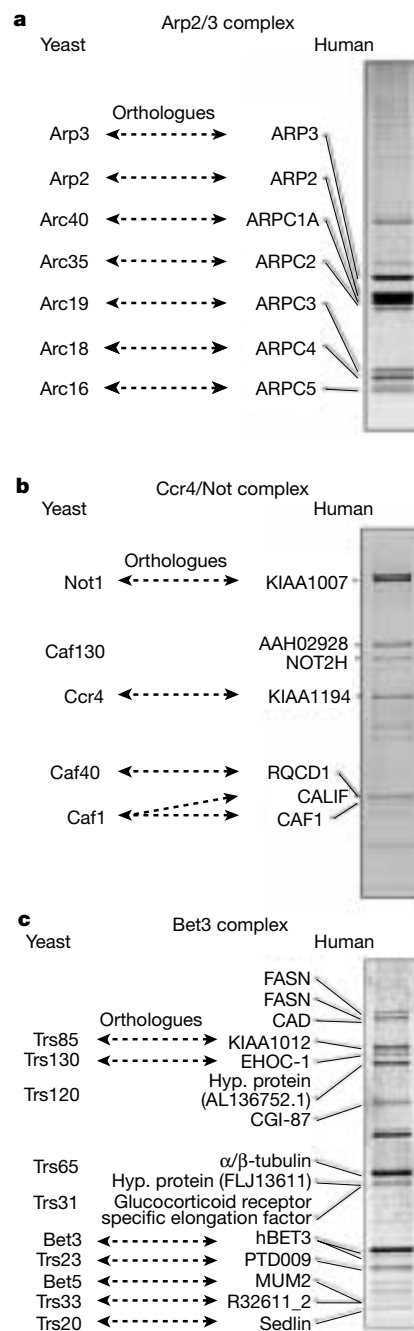 a
Arp2/3 complex
Yeast Human
Orthologues
Arp3 ARP3
Arp2 ARP2
Arc40 ARPC1A
Arc35 ARPC2
Arc19 ARPC3
Arc18 ARPC4
Arc16 ARPC5
b
Ccr4/Not complex
Yeast Human
Orthologues
Not1 KIAA1007
Caf130 AAH02928
NOT2H
Ccr4 KIAA1194
Caf40 RQCD1
CALIF
Caf1 CAF1
c
Bet3 complex
Yeast Human
FASN
FASN
Orthologues CAD
Trs85 KIAA1012
Trs130 EHOC-1
Trs120 Hyp. protein
(AL136752.1)
CGI-87
Trs65 α/β-tubulin
Hyp. protein (FLJ13611)
Trs31 Glucocorticoid receptor
specific elongation factor
Bet3 hBET3
Trs23 PTD009
Bet5 MUM2
Trs33 R32611_2
Trs20 Sedlin